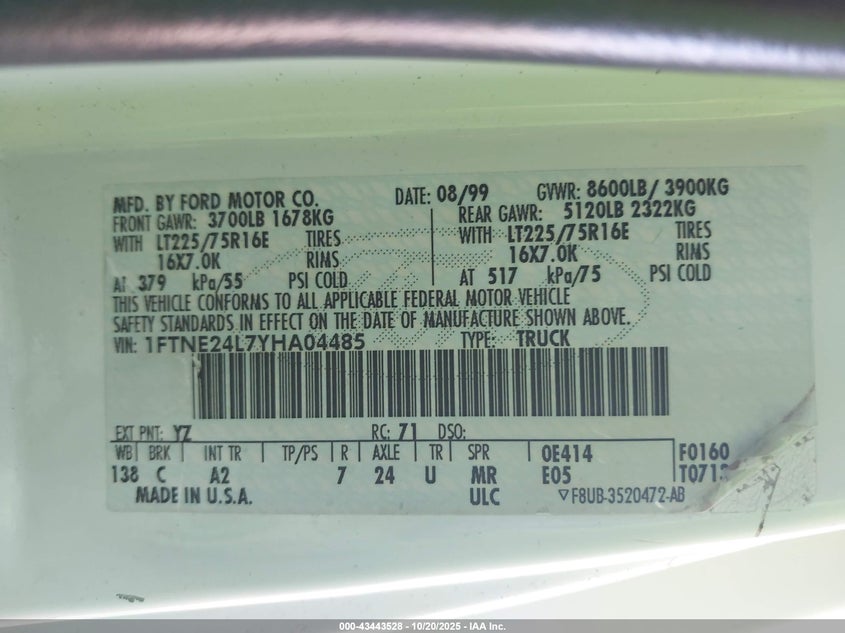 MFD. BY FORD MOTOR CO. DATE: 08/99 GVWR: 8600LB/ 3900KG
FRONT GAWR: 3700LB 1678KG REAR GAWR: 5120LB 2322KG
WITH LT225/75R16E TIRES WITH LT225/75R16E TIRES
16X7.0K RIMS 16X7.0K RIMS
AT 379 kPa/55 PSI COLD AT 517 kPa/75 PSI COLD
THIS VEHICLE CONFORMS TO ALL APPLICABLE FEDERAL MOTOR VEHICLE
SAFETY STANDARDS IN EFFECT ON THE DATE OF MANUFACTURE SHOWN ABOVE.
VIN: 1FTNE24L7YHA04485 TYPE: TRUCK
EXT PNT: YZ RC: 71 DSO:
WB BRK INT TR TP/PS R AXLE TR SPR 0E414 F0160
138 C A2 7 24 U MR E05 T0713
MADE IN U.S.A. ULC ▽F8UB-3520472-AB
000-43443528 - 10/20/2025 - IAA Inc.